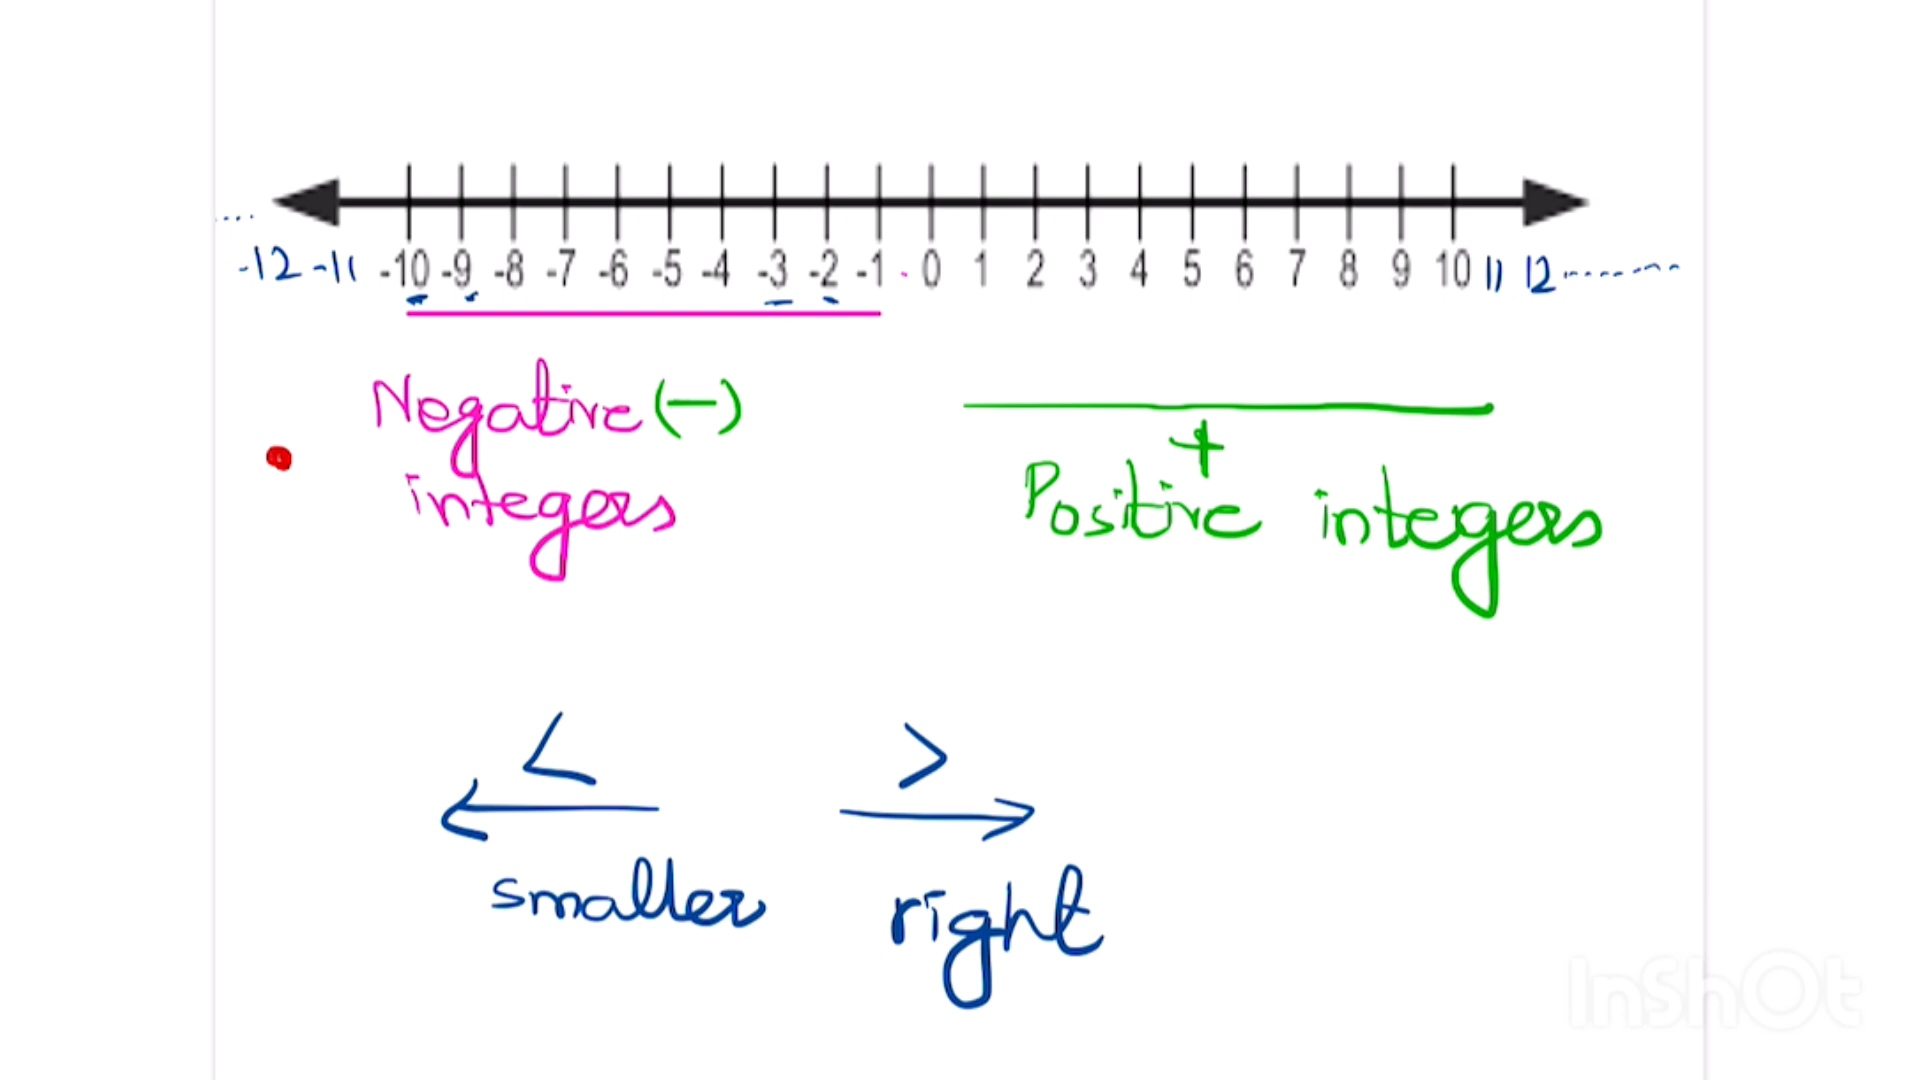 -12 -11 -10 -9 -8 -7 -6 -5 -4 -3 -2 -1 0 1 2 3 4 5 6 7 8 9 10 11 12
Negative (-)
integers
+
Positive integers
< >
smaller right
InShOt